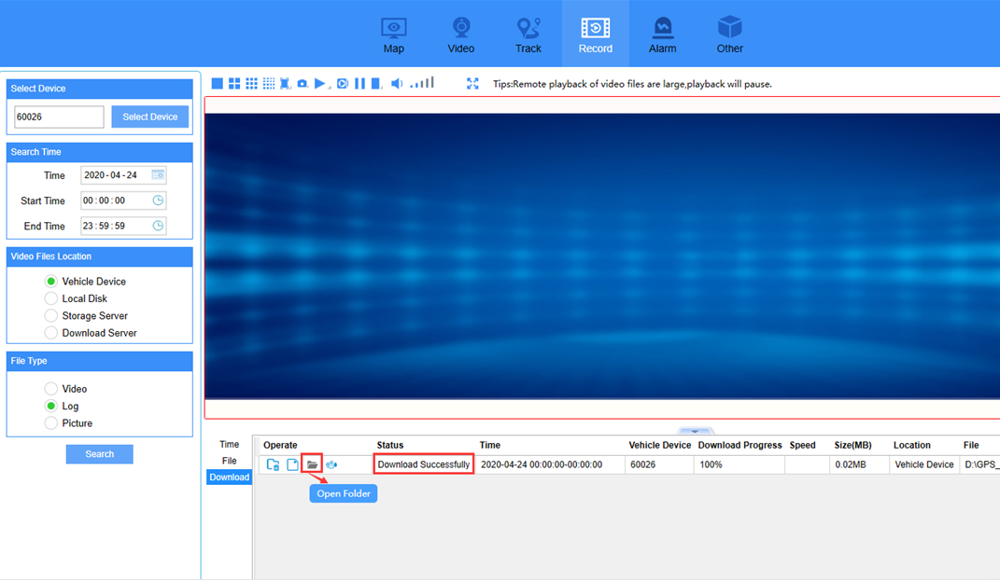 Map Video Track Record Alarm Other
Tips:Remote playback of video files are large,playback will pause.
Select Device
60026 Select Device
Search Time
Time 2020-04-24
Start Time 00:00:00
End Time 23:59:59
Video Files Location
Vehicle Device
Local Disk
Storage Server
Download Server
File Type
Video
Log
Picture
Search
Time
File
Download
Operate Status Time Vehicle Device Download Progress Speed Size(MB) Location File
Download Successfully 2020-04-24 00:00:00-00:00:00 60026 100% 0.02MB Vehicle Device D:\GPS_
Open Folder